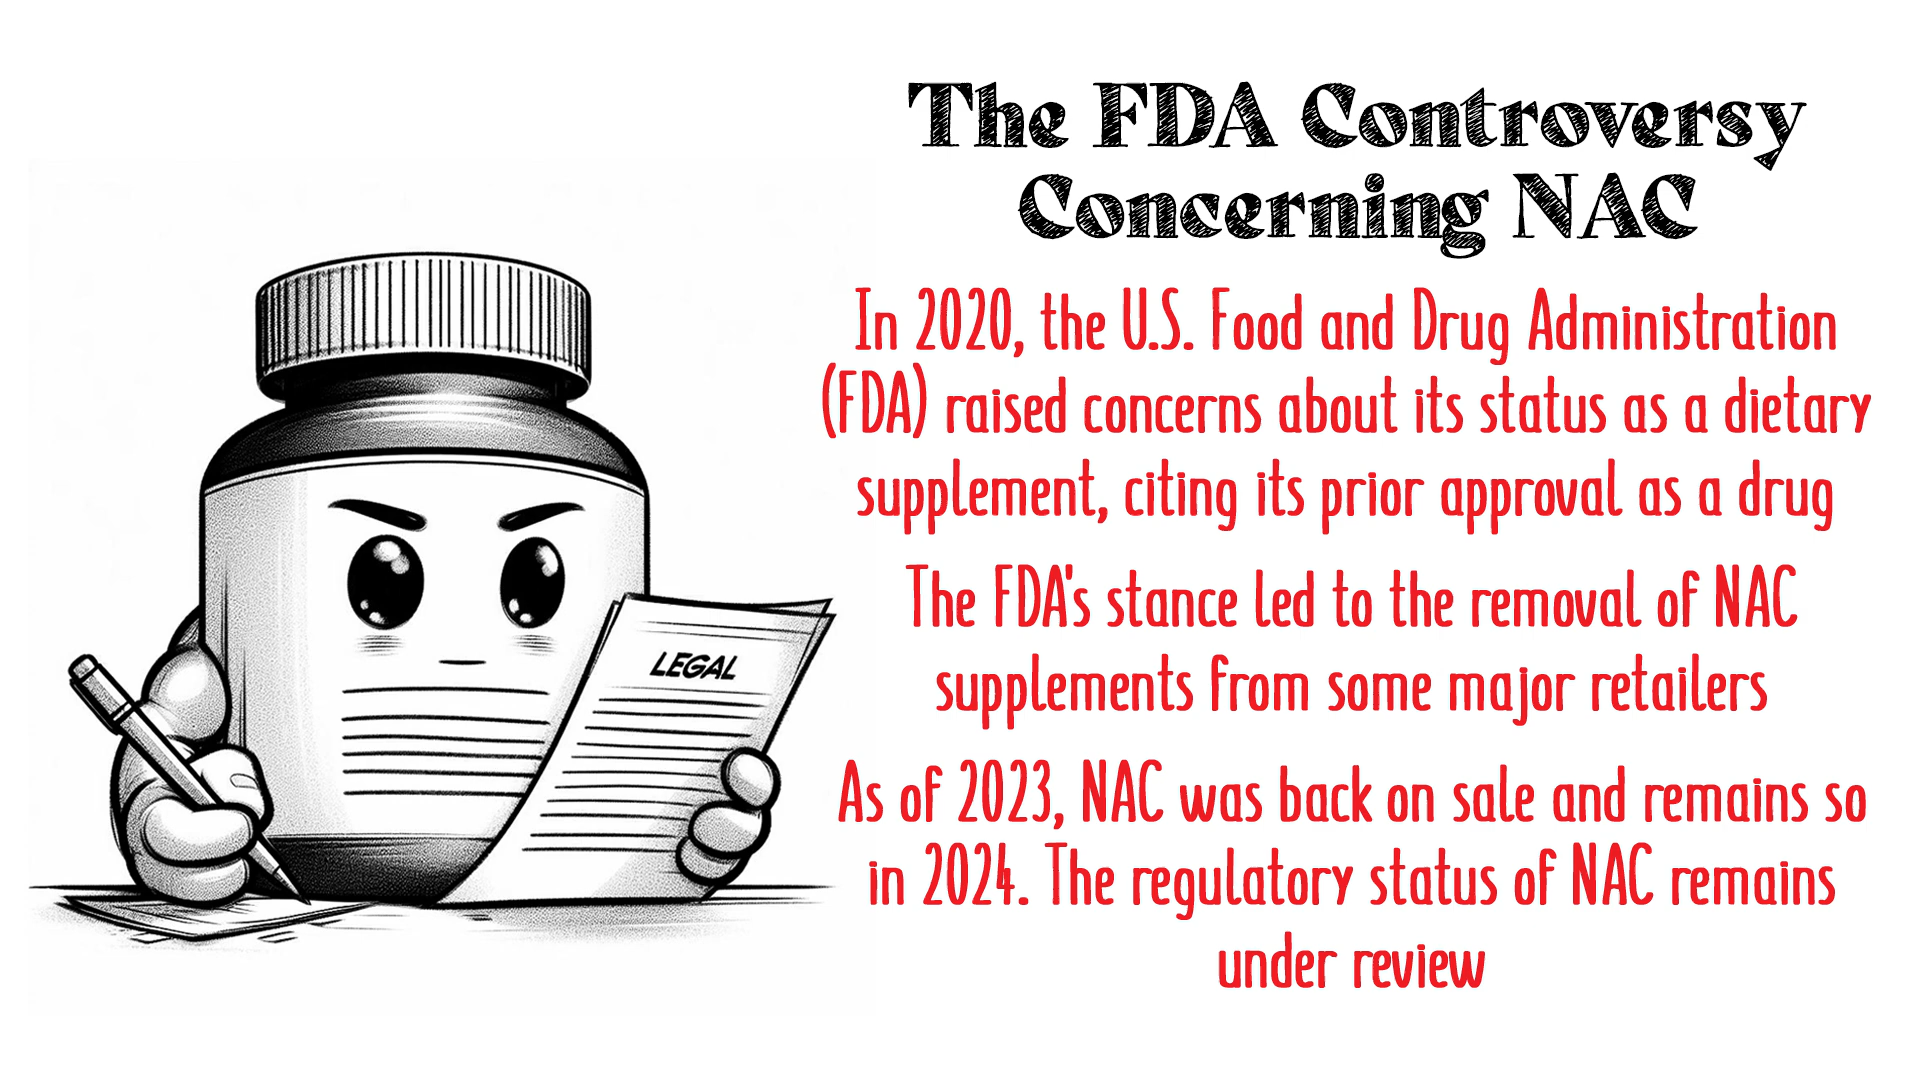 The FDA Controversy
Concerning NAC
In 2020, the U.S. Food and Drug Administration
(FDA) raised concerns about its status as a dietary
supplement, citing its prior approval as a drug
The FDA's stance led to the removal of NAC
supplements from some major retailers
As of 2023, NAC was back on sale and remains so
in 2024. The regulatory status of NAC remains
under review
LEGAL